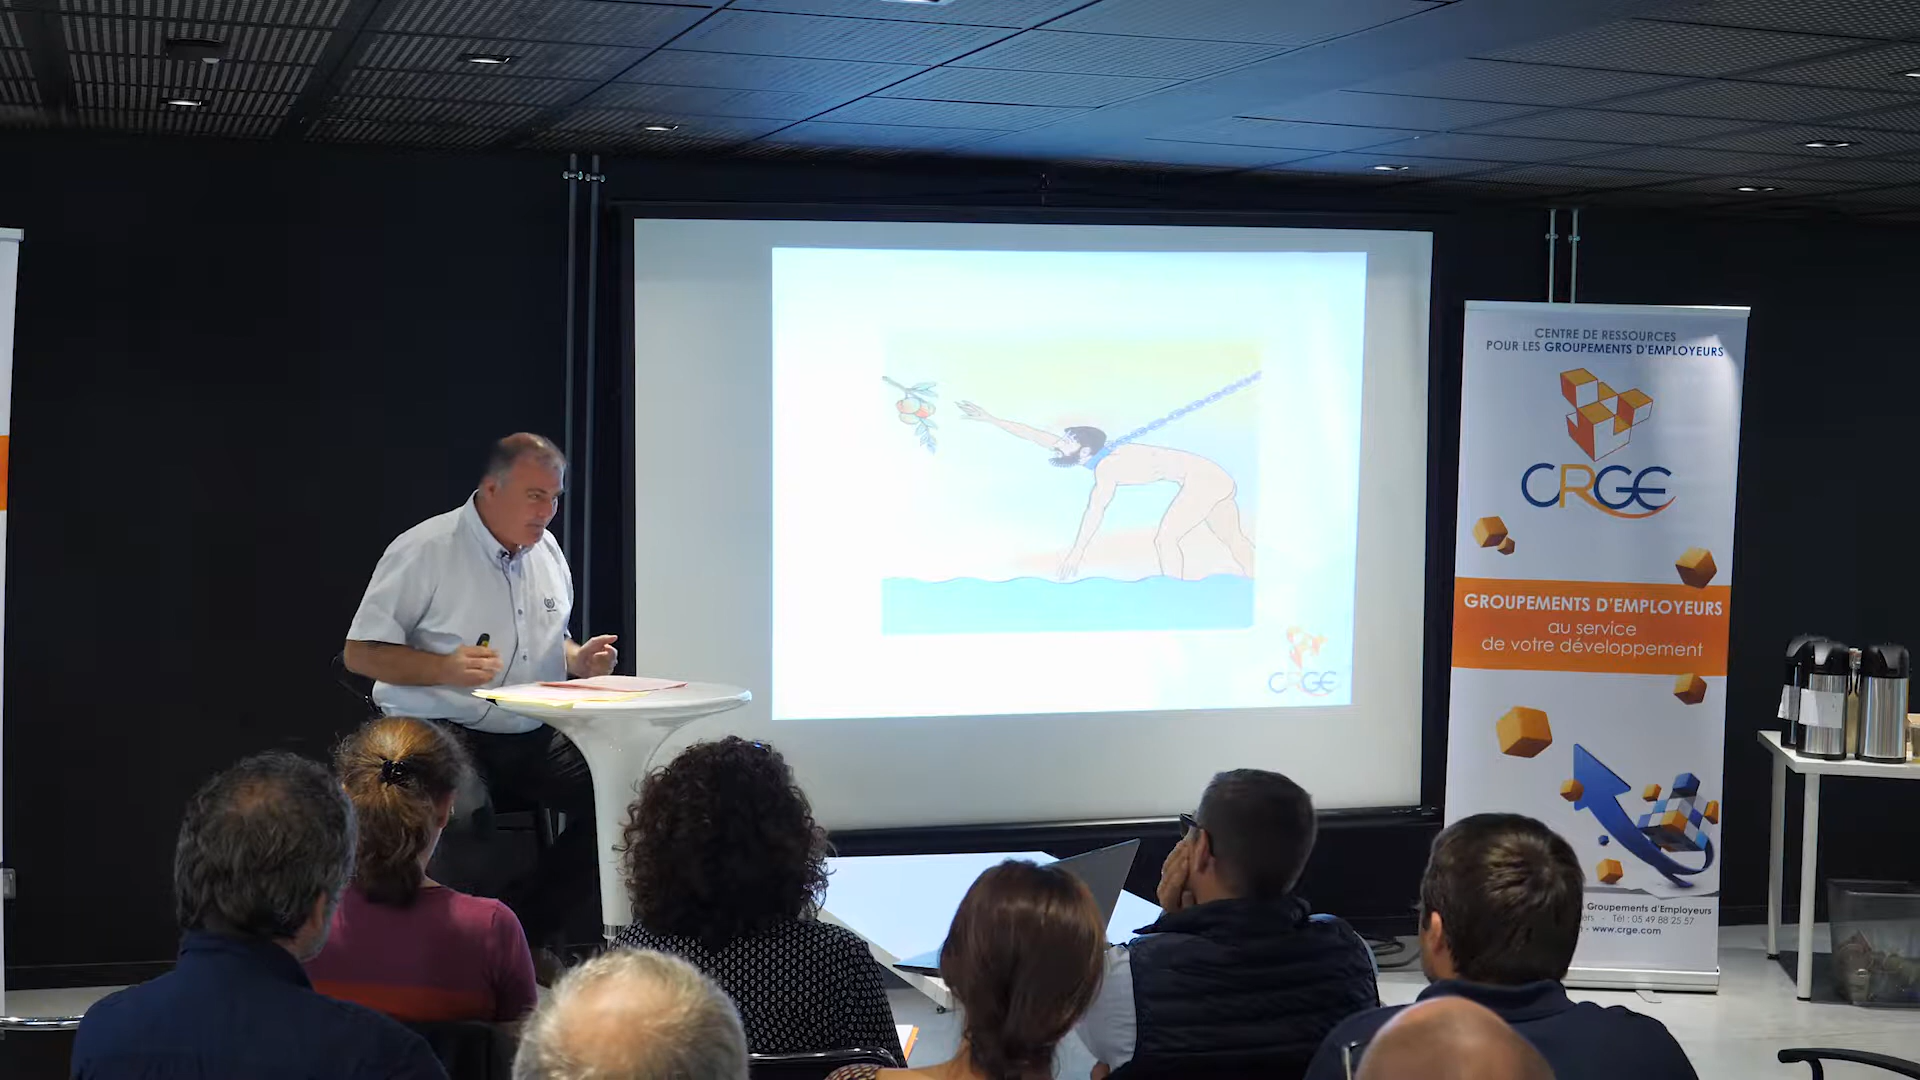 CENTRE DE RESSOURCES
POUR LES GROUPEMENTS D'EMPLOYEURS
CRGE
GROUPEMENTS D'EMPLOYEURS
au service
de votre développement
Groupements d'Employeurs
Tél : 05 49 88 25 57
- www.crge.com
CRGE